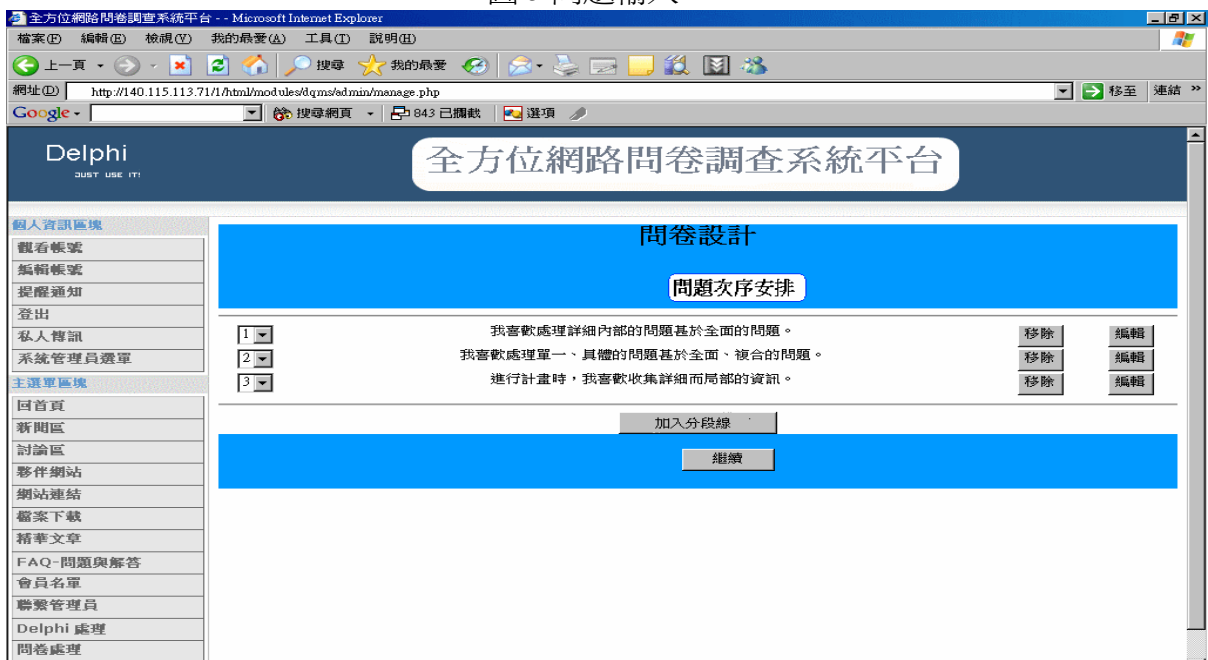 全方位網路問卷調查系統平台 - - Microsoft Internet Explorer
檔案(F) 編輯(E) 檢視(V) 我的最愛(A) 工具(T) 說明(H)
上一頁 搜尋 我的最愛
網址(D) http://140.115.113.71/1/html/modules/dqms/admin/manage.php 移至 連結 »
Google 搜尋網頁 843 已攔截 選項
Delphi
JUST USE IT!
全方位網路問卷調查系統平台
個人資訊區塊
觀看帳號
編輯帳號
提醒通知
登出
私人傳訊
系統管理員選單
主選單區塊
回首頁
新聞區
討論區
夥伴網站
網站連結
檔案下載
精華文章
FAQ-問題與解答
會員名單
聯繫管理員
Delphi 處理
問卷處理
問卷設計
問題次序安排
1 我喜歡處理詳細內部的問題甚於全面的問題。 移除 編輯
2 我喜歡處理單一、具體的問題甚於全面、複合的問題。 移除 編輯
3 進行計畫時，我喜歡收集詳細而局部的資訊。 移除 編輯
加入分段線
繼續